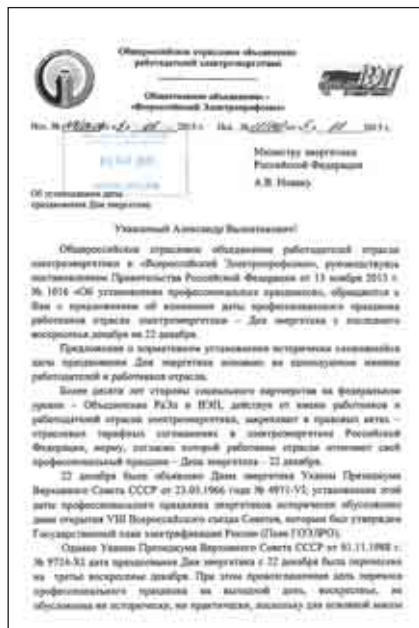 Общероссийское отраслевое объединение
работодателей электроэнергетики
Общественное объединение -
«Всероссийский Электропрофсоюз»
ВЭП
Исх. № 2015 г. Исх. № 2015 г.
Министру энергетики
Российской Федерации
А.В. Новаку
Об установлении даты
празднования Дня энергетика
Уважаемый Александр Валентинович!
Общероссийское отраслевое объединение работодателей отрасли
электроэнергетики и «Всероссийский Электропрофсоюз», руководствуясь
постановлением Правительства Российской Федерации от 13 ноября 2013 г.
№ 1016 «Об установлении профессиональных праздников», обращаются к
Вам с предложением об изменении даты профессионального праздника
работников отрасли электроэнергетики – Дня энергетика с последнего
воскресенья декабря на 22 декабря.
Предложение о нормативном установлении исторически сложившейся
даты празднования Дня энергетика основано на мнении
работодателей и работников отрасли.
Более десяти лет стороны социального партнерства на федеральном
уровне – Объединение РаЭл и ВЭП, действуя от имени работников и
работодателей отрасли электроэнергетики, закрепляют в правовых актах –
отраслевых тарифных соглашениях в электроэнергетике Российской
Федерации, норму, согласно которой работники отрасли отмечают свой
профессиональный праздник – День энергетика – 22 декабря.
22 декабря было объявлено Днем энергетика Указом Президиума
Верховного Совета СССР от 23.05.1966 года № 4971-VI; установление этой
даты профессионального праздника энергетиков исторически обусловлено
днем открытия VIII Всероссийского съезда Советов, которым был утвержден
Государственный план электрификации России (План ГОЭЛРО).
Однако Указом Президиума Верховного Совета СССР от 01.11.1988 г.
№ 9724-XI дата празднования Дня энергетика с 22 декабря была перенесена
на третье воскресенье декабря. При этом перенос
профессионального праздника на выходной день, воскресенье, не
обусловлена ни исторически, ни практически, поскольку для основной массы